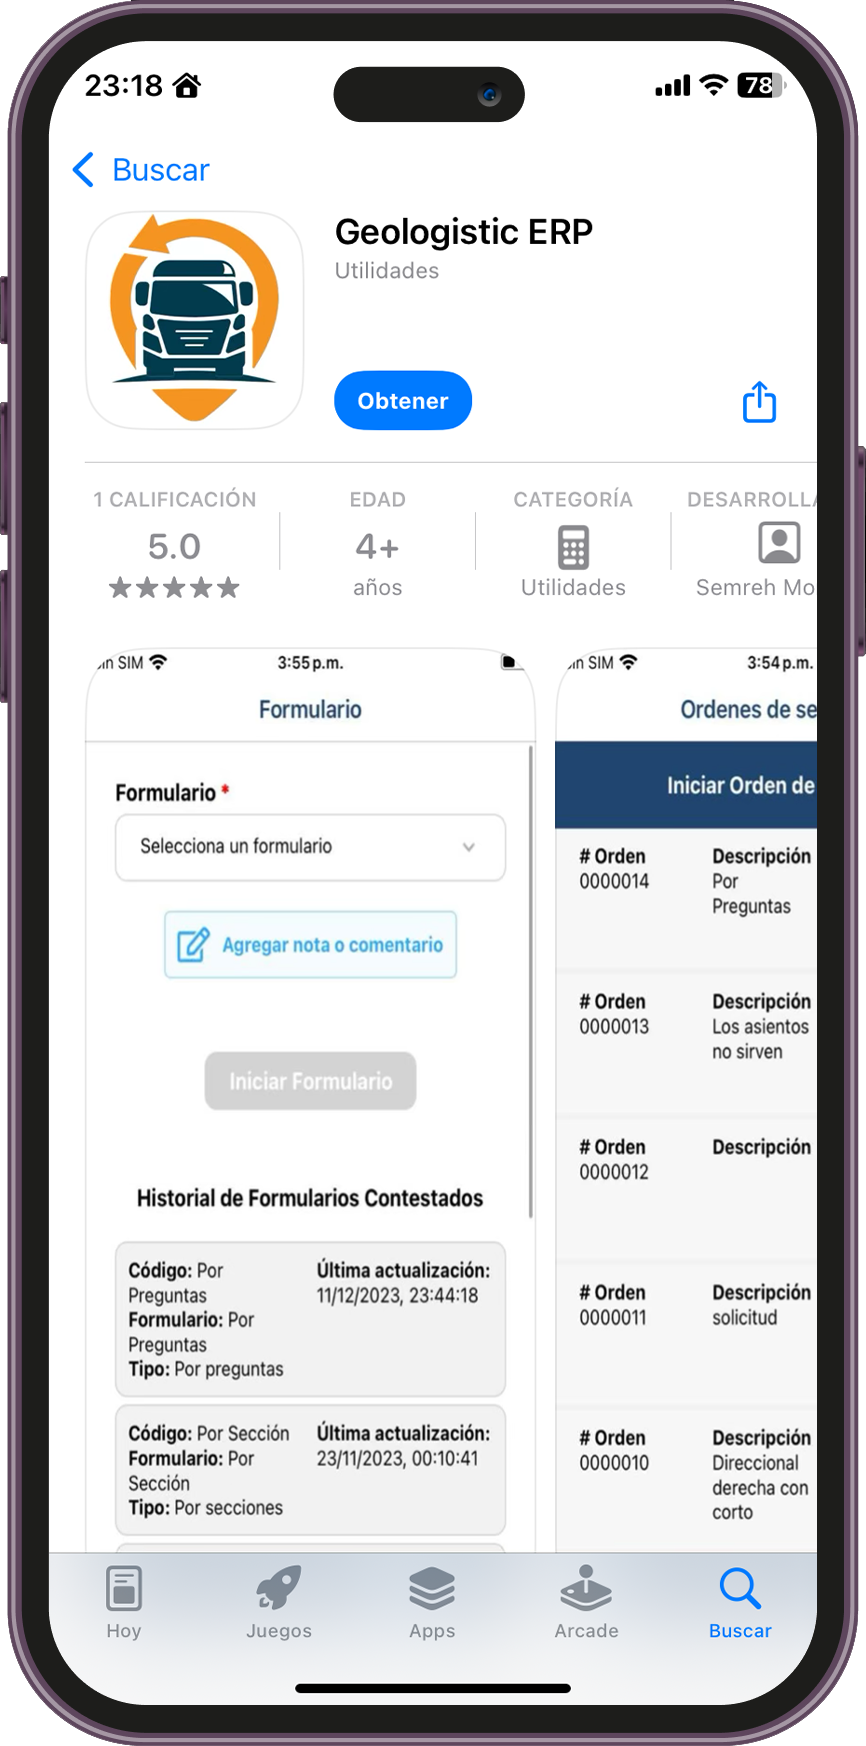 23:18
78
Buscar
Geologistic ERP
Utilidades
Obtener
1 CALIFICACIÓN
5.0
EDAD
4+
años
CATEGORÍA
Utilidades
DESARROLLA
Semreh Mo
in SIM
3:55 p.m.
Formulario
Formulario *
Selecciona un formulario
Agregar nota o comentario
Iniciar Formulario
Historial de Formularios Contestados
Código: Por
Preguntas
Formulario: Por
Preguntas
Tipo: Por preguntas
Última actualización:
11/12/2023, 23:44:18
Código: Por Sección
Formulario: Por
Sección
Tipo: Por secciones
Última actualización:
23/11/2023, 00:10:41
in SIM
3:54 p.m.
Ordenes de se
Iniciar Orden de
# Orden
0000014
Descripción
Por
Preguntas
# Orden
0000013
Descripción
Los asientos
no sirven
# Orden
0000012
Descripción
# Orden
0000011
Descripción
solicitud
# Orden
0000010
Descripción
Direccional
derecha con
corto
Hoy
Juegos
Apps
Arcade
Buscar